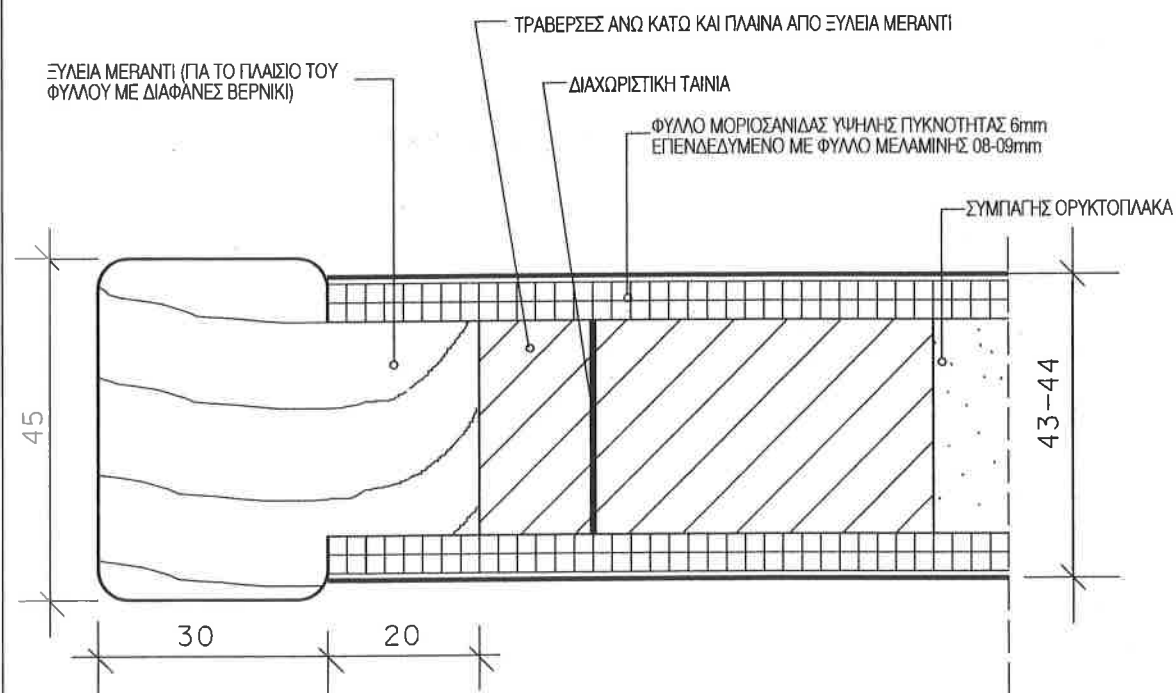 ΤΡΑΒΕΡΣΕΣ ΑΝΩ ΚΑΤΩ ΚΑΙ ΠΛΑΙΝΑ ΑΠΟ ΞΥΛΕΙΑ MERANTI
ΞΥΛΕΙΑ MERANTI (ΓΙΑ ΤΟ ΠΛΑΙΣΙΟ ΤΟΥ
ΦΥΛΛΟΥ ΜΕ ΔΙΑΦΑΝΕΣ ΒΕΡΝΙΚΙ)
ΔΙΑΧΩΡΙΣΤΙΚΗ ΤΑΙΝΙΑ
ΦΥΛΛΟ ΜΟΡΙΟΣΑΝΙΔΑΣ ΥΨΗΛΗΣ ΠΥΚΝΟΤΗΤΑΣ 6mm
ΕΠΕΝΔΕΔΥΜΕΝΟ ΜΕ ΦΥΛΛΟ ΜΕΛΑΜΙΝΗΣ 08-09mm
ΣΥΜΠΑΓΗΣ ΟΡΥΚΤΟΠΛΑΚΑ
45
43-44
30
20